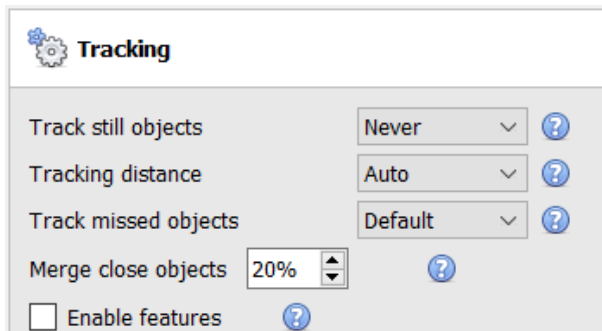 Tracking
Track still objects Never
Tracking distance Auto
Track missed objects Default
Merge close objects 20%
Enable features